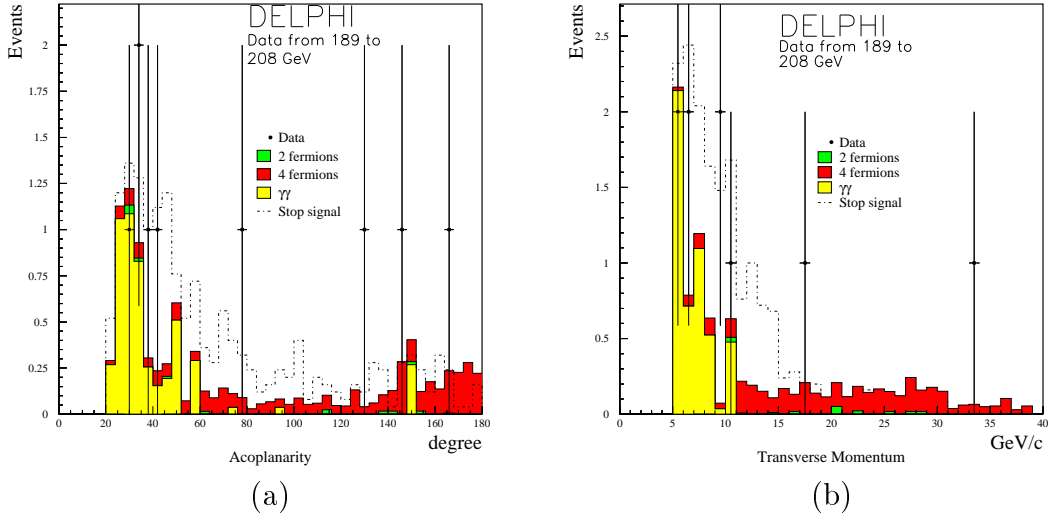 Events
DELPHI
Data from 189 to
208 GeV
2
1.75
1.5
1.25
1
0.75
0.5
0.25
0
Data
2 fermions
4 fermions
γγ
Stop signal
0 20 40 60 80 100 120 140 160 180
degree
Acoplanarity
(a)
Events
DELPHI
Data from 189 to
208 GeV
2.5
2
1.5
1
0.5
0
Data
2 fermions
4 fermions
γγ
Stop signal
0 5 10 15 20 25 30 35 40
GeV/c
Transverse Momentum
(b)